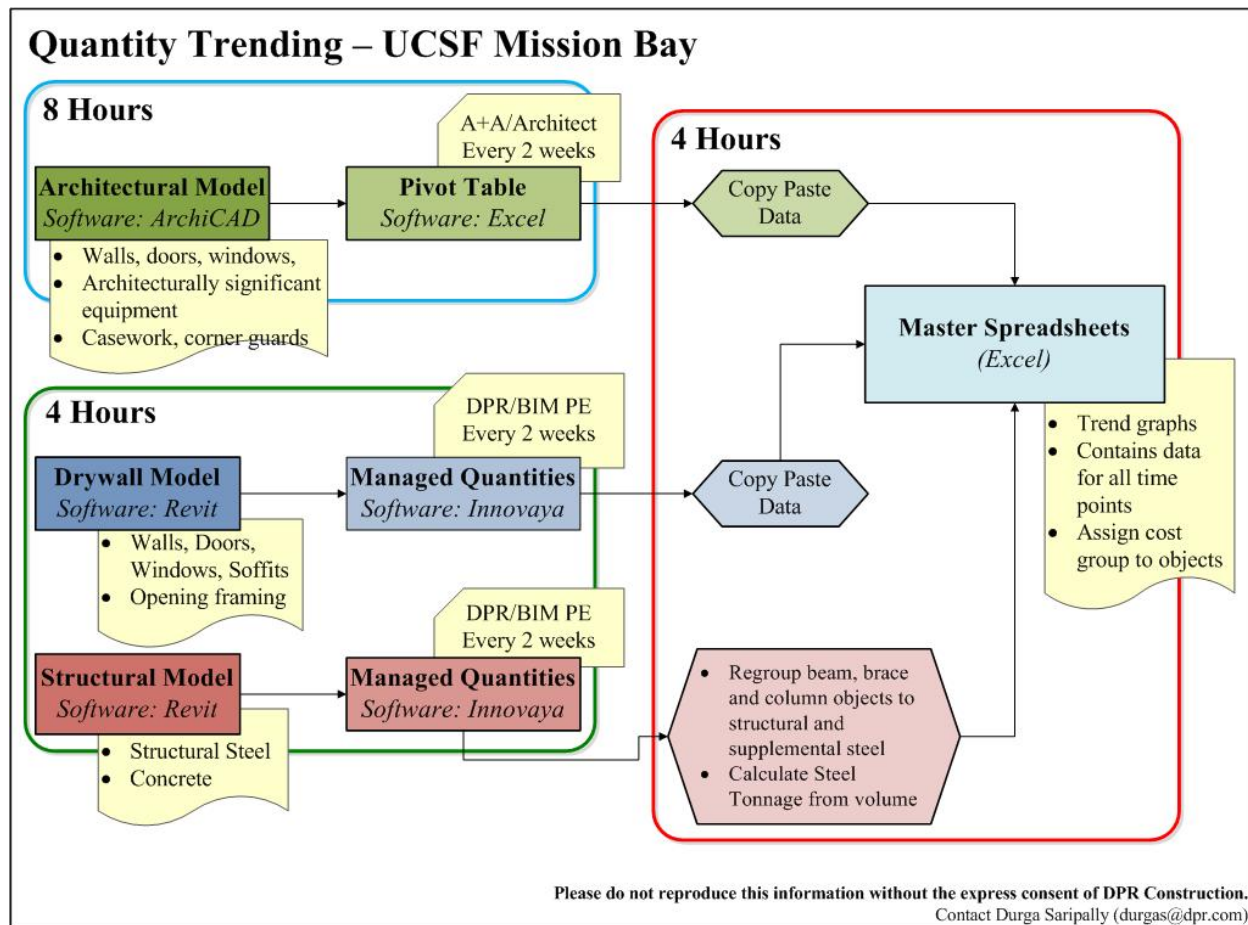 Quantity Trending – UCSF Mission Bay
8 Hours
A+A/Architect
Every 2 weeks
Architectural Model
Software: ArchiCAD
Pivot Table
Software: Excel
• Walls, doors, windows,
• Architecturally significant
equipment
• Casework, corner guards
4 Hours
DPR/BIM PE
Every 2 weeks
Drywall Model
Software: Revit
Managed Quantities
Software: Innovaya
• Walls, Doors,
Windows, Soffits
• Opening framing
DPR/BIM PE
Every 2 weeks
Structural Model
Software: Revit
Managed Quantities
Software: Innovaya
• Structural Steel
• Concrete
4 Hours
Copy Paste
Data
Master Spreadsheets
(Excel)
• Trend graphs
• Contains data
for all time
points
• Assign cost
group to objects
Copy Paste
Data
• Regroup beam, brace
and column objects to
structural and
supplemental steel
• Calculate Steel
Tonnage from volume
Please do not reproduce this information without the express consent of DPR Construction.
Contact Durga Saripally (durgas@dpr.com)